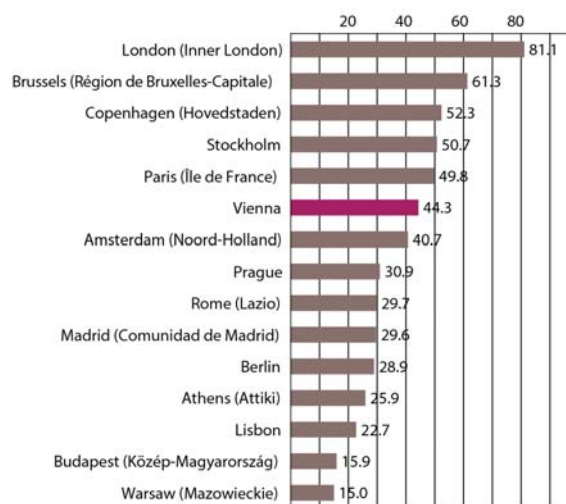 20 40 60 80
London (Inner London) 81.1
Brussels (Région de Bruxelles-Capitale) 61.3
Copenhagen (Hovedstaden) 52.3
Stockholm 50.7
Paris (Île de France) 49.8
Vienna 44.3
Amsterdam (Noord-Holland) 40.7
Prague 30.9
Rome (Lazio) 29.7
Madrid (Comunidad de Madrid) 29.6
Berlin 28.9
Athens (Attiki) 25.9
Lisbon 22.7
Budapest (Közép-Magyarország) 15.9
Warsaw (Mazowieckie) 15.0